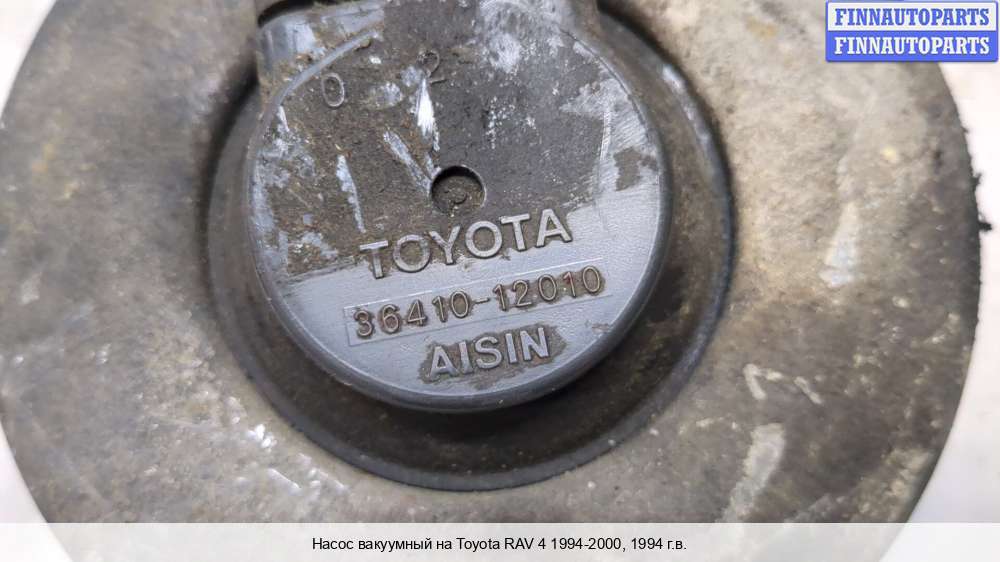 FINNAUTOPARTS
FINNAUTOPARTS
0 2
TOYOTA
36410-12010
AISIN
Насос вакуумный на Toyota RAV 4 1994-2000, 1994 г.в.